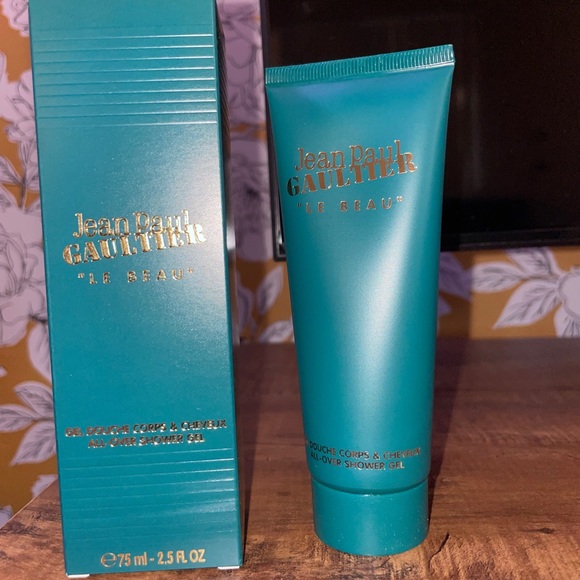 Jean Paul
GAULTIER
"LE BEAU"
GEL DOUCHE CORPS & CHEVEUX
ALL-OVER SHOWER GEL
℮75 ml - 2.5 FL OZ
Jean Paul
GAULTIER
"LE BEAU"
DOUCHE CORPS & CHEVEUX
ALL-OVER SHOWER GEL